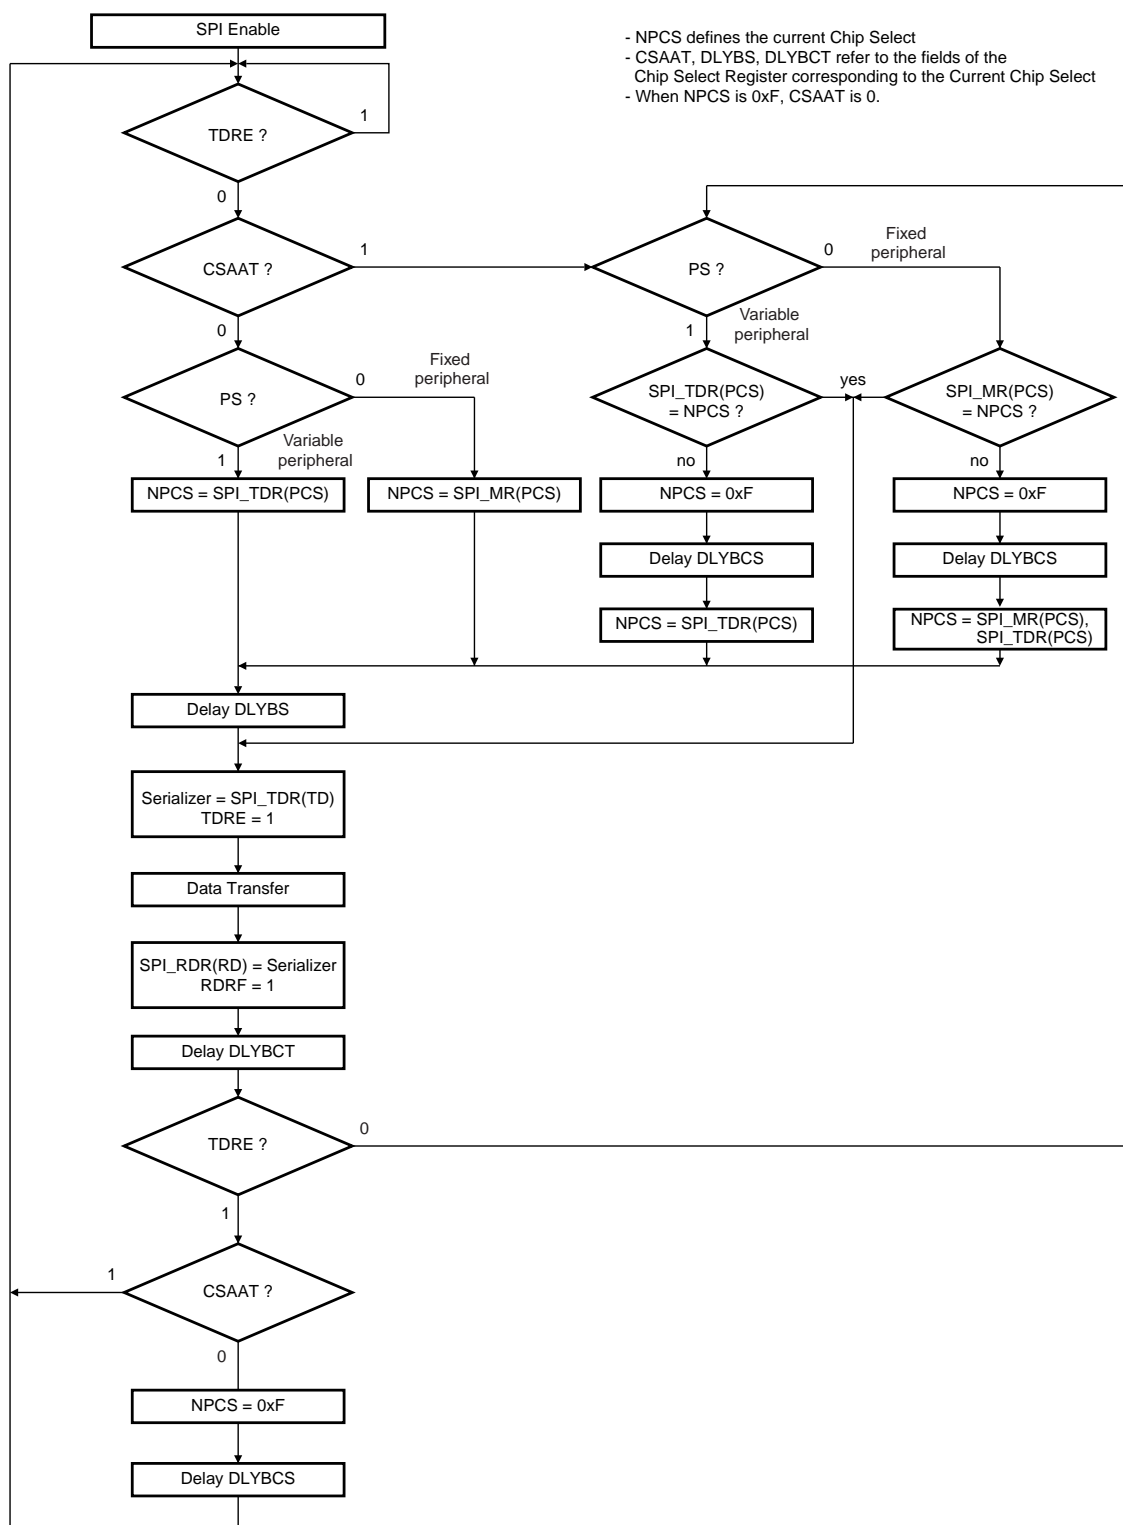 SPI Enable
- NPCS defines the current Chip Select
- CSAAT, DLYBS, DLYBCT refer to the fields of the
Chip Select Register corresponding to the Current Chip Select
- When NPCS is 0xF, CSAAT is 0.
TDRE ?
1
0
CSAAT ?
1
0
PS ?
0
Fixed
peripheral
1
Variable
peripheral
PS ?
0
Fixed
peripheral
1
Variable
peripheral
SPI_TDR(PCS)
= NPCS ?
yes
SPI_MR(PCS)
= NPCS ?
no
no
NPCS = SPI_TDR(PCS)
NPCS = SPI_MR(PCS)
NPCS = 0xF
NPCS = 0xF
Delay DLYBCS
Delay DLYBCS
NPCS = SPI_TDR(PCS)
NPCS = SPI_MR(PCS),
SPI_TDR(PCS)
Delay DLYBS
Serializer = SPI_TDR(TD)
TDRE = 1
Data Transfer
SPI_RDR(RD) = Serializer
RDRF = 1
Delay DLYBCT
TDRE ?
0
1
CSAAT ?
1
0
NPCS = 0xF
Delay DLYBCS